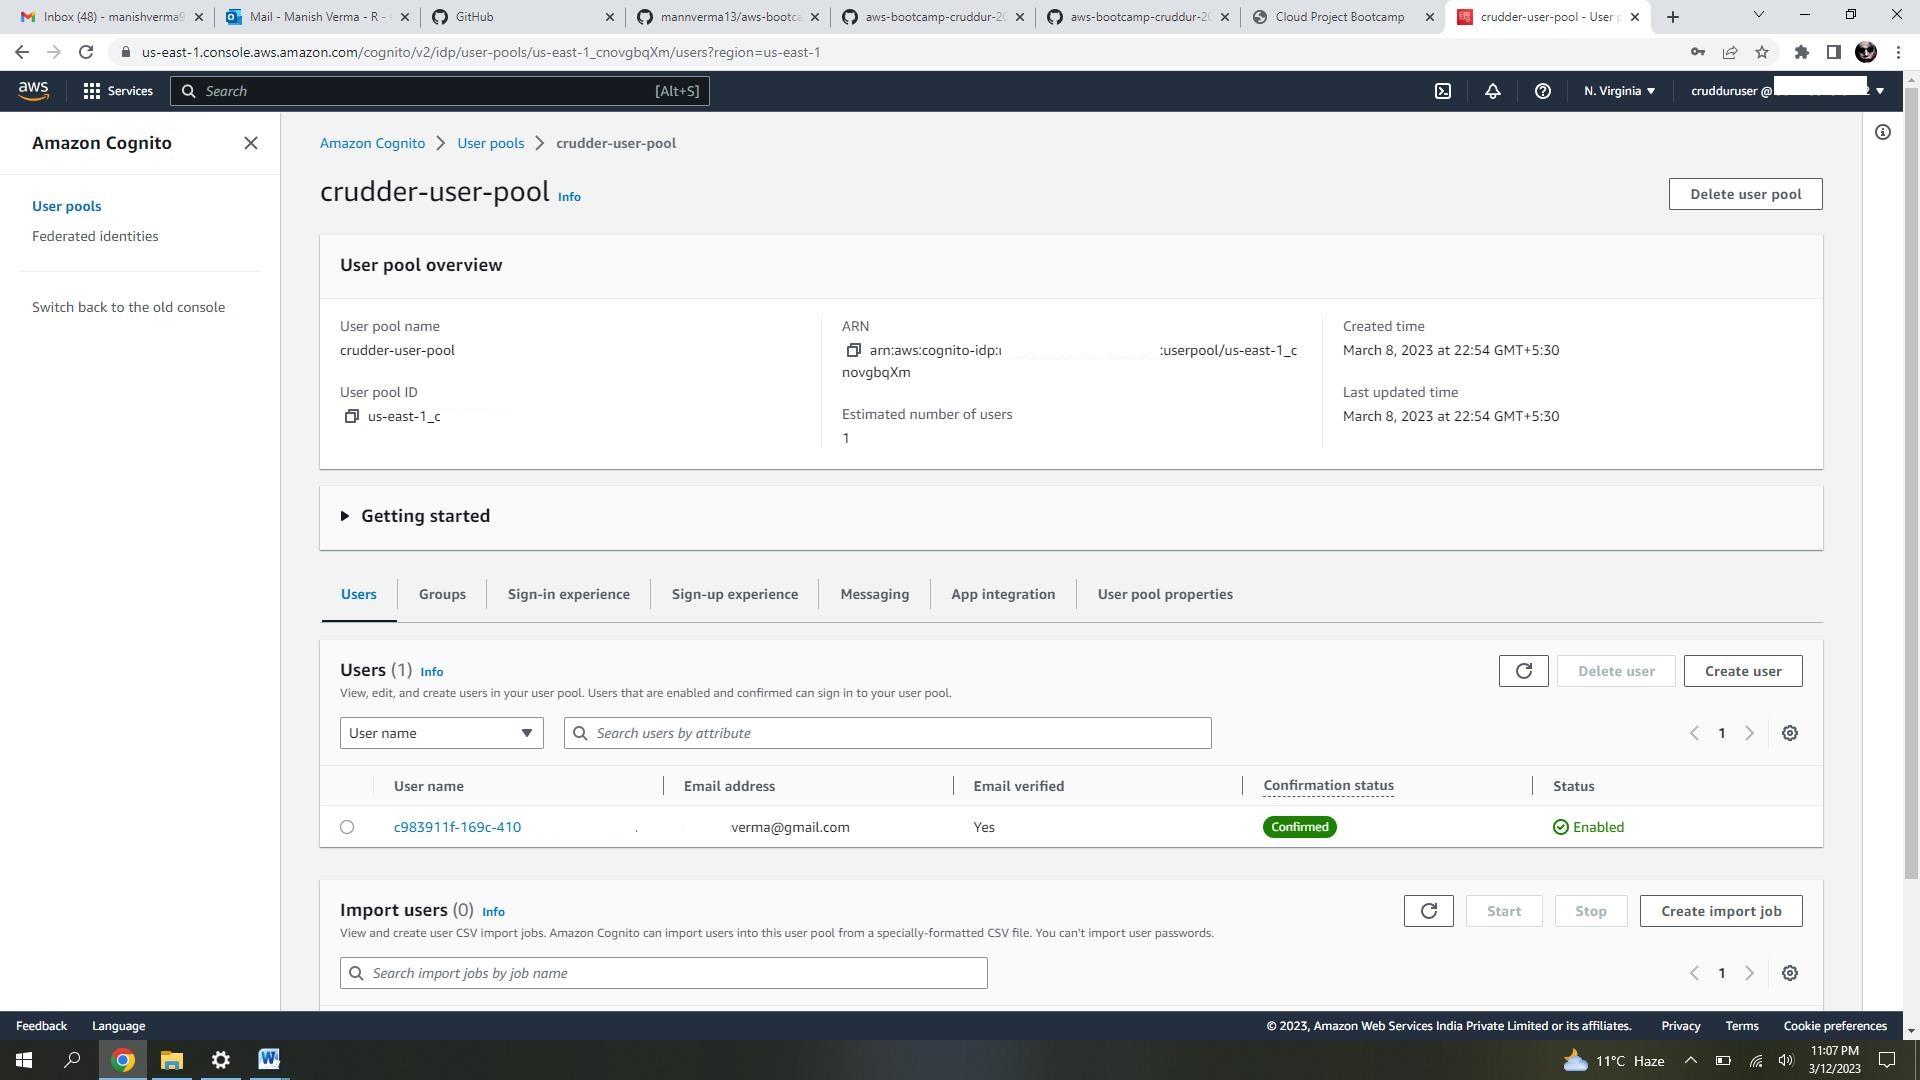 Inbox (48) - manishverma9
Mail - Manish Verma - R -
GitHub
mannverma13/aws-bootca
aws-bootcamp-cruddur-20
aws-bootcamp-cruddur-20
Cloud Project Bootcamp
crudder-user-pool - User p
us-east-1.console.aws.amazon.com/cognito/v2/idp/user-pools/us-east-1_cnovgbqXm/users?region=us-east-1
aws
Services
Search
[Alt+S]
N. Virginia
crudduruser @
2
Amazon Cognito
User pools
Federated identities
Switch back to the old console
Amazon Cognito
User pools
crudder-user-pool
crudder-user-pool Info
Delete user pool
User pool overview
User pool name
crudder-user-pool
User pool ID
us-east-1_c
ARN
arn:aws:cognito-idp: :userpool/us-east-1_c
novgbqXm
Estimated number of users
1
Created time
March 8, 2023 at 22:54 GMT+5:30
Last updated time
March 8, 2023 at 22:54 GMT+5:30
Getting started
Users
Groups
Sign-in experience
Sign-up experience
Messaging
App integration
User pool properties
Users (1) Info
View, edit, and create users in your user pool. Users that are enabled and confirmed can sign in to your user pool.
Delete user
Create user
User name
Search users by attribute
1
User name
Email address
Email verified
Confirmation status
Status
c983911f-169c-410
verma@gmail.com
Yes
Confirmed
Enabled
Import users (0) Info
View and create user CSV import jobs. Amazon Cognito can import users into this user pool from a specially-formatted CSV file. You can't import user passwords.
Start
Stop
Create import job
Search import jobs by job name
1
Feedback
Language
© 2023, Amazon Web Services India Private Limited or its affiliates.
Privacy
Terms
Cookie preferences
11°C Haze
11:07 PM
3/12/2023